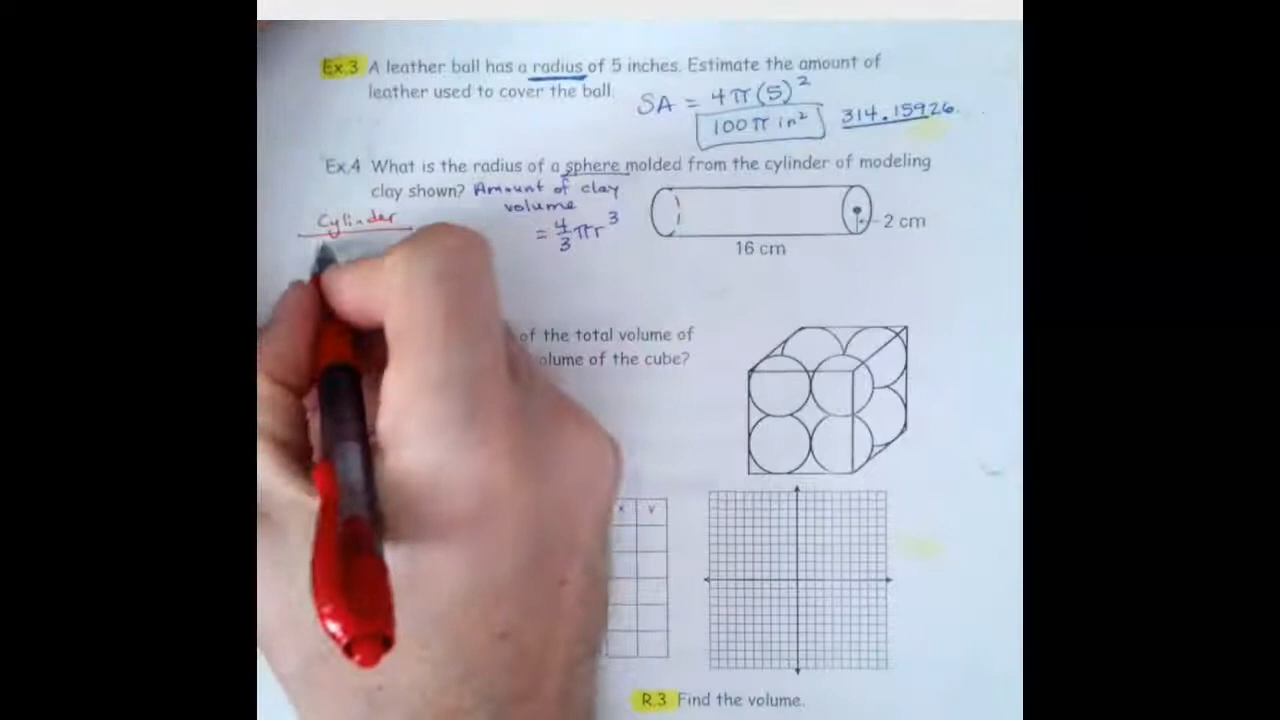 Ex.3 A leather ball has a radius of 5 inches. Estimate the amount of
leather used to cover the ball.
SA = 4π(5)²
100π in²
314.15926.
Ex.4 What is the radius of a sphere molded from the cylinder of modeling
clay shown? Amount of clay
volume
= 4/3 πr³
Cylinder
2 cm
16 cm
of the total volume of
olume of the cube?
x y
R.3 Find the volume.